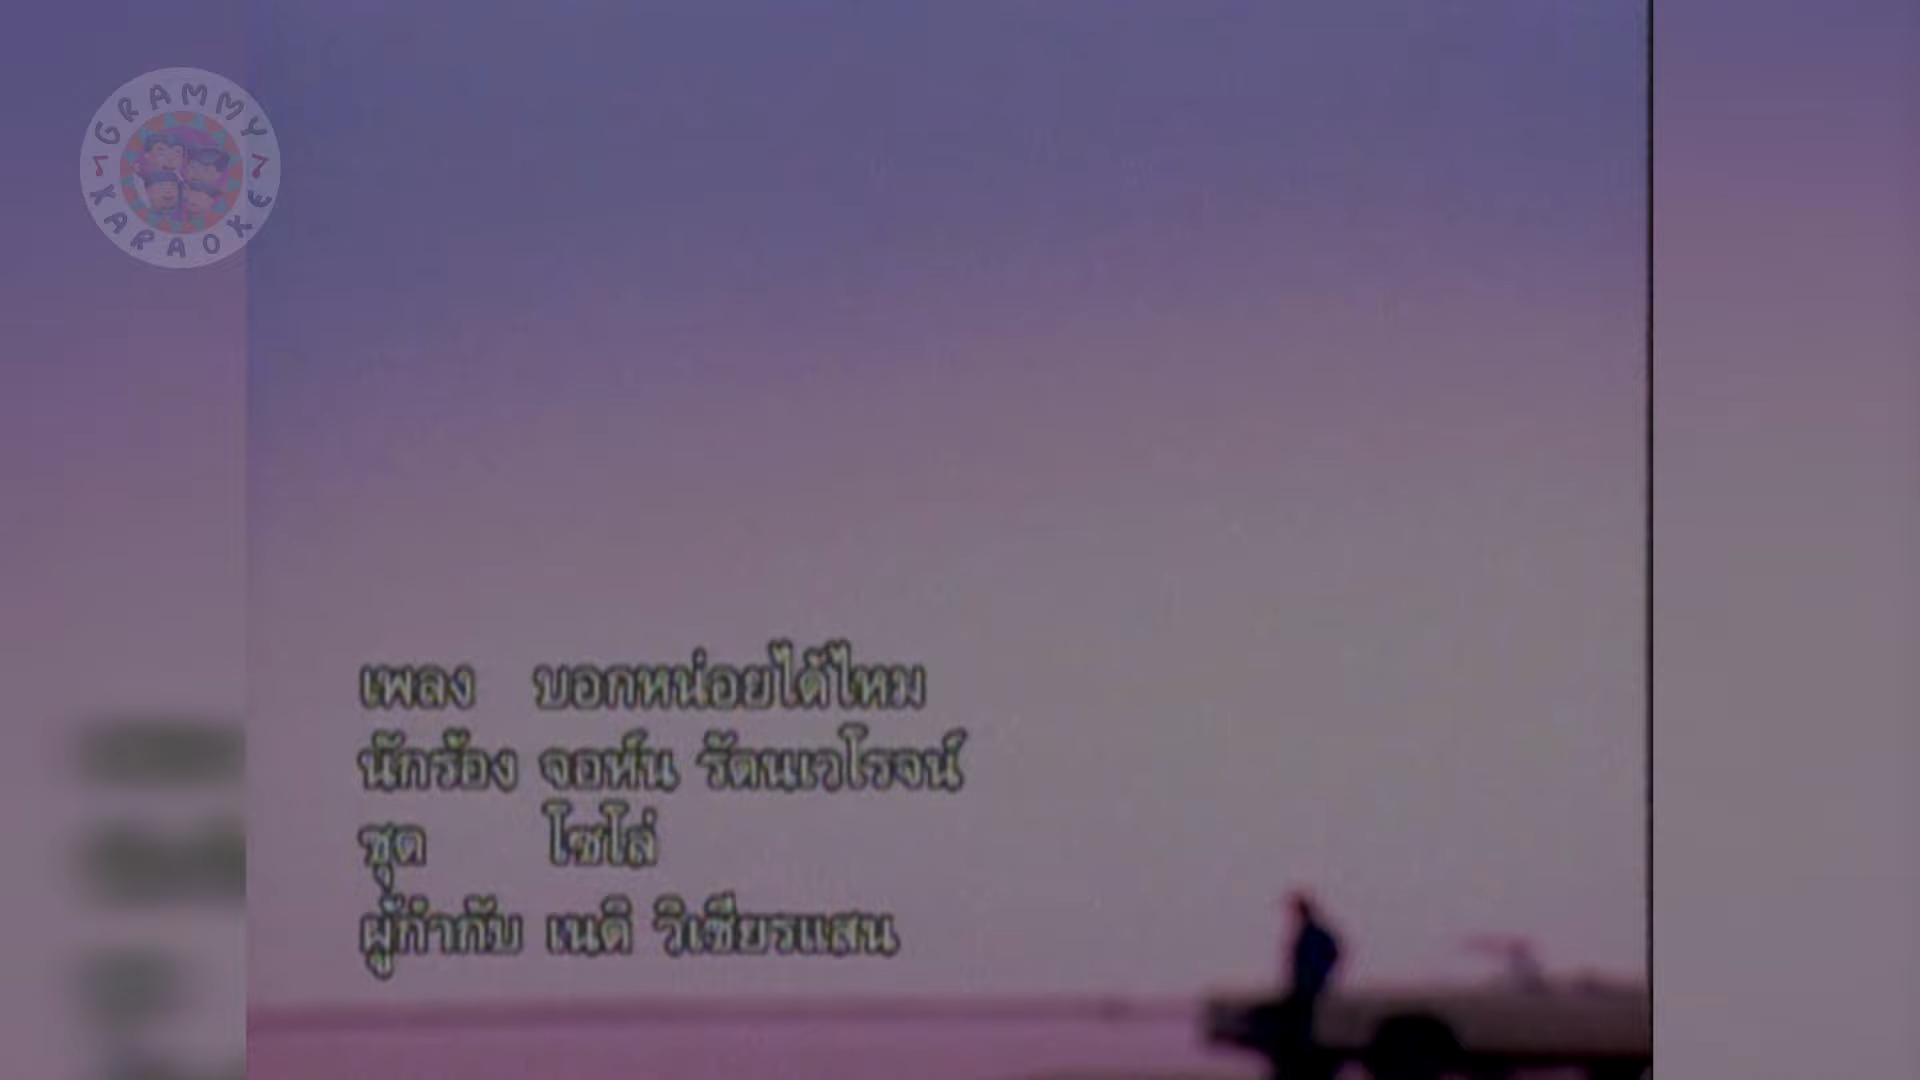 GRAMMY
KARAOKE
เพลง บอกหน่อยได้ไหม
นักร้อง จอห์น รัตนเวโรจน์
ชุด โซโล่
ผู้กำกับ เนติ วิเชียรแสน